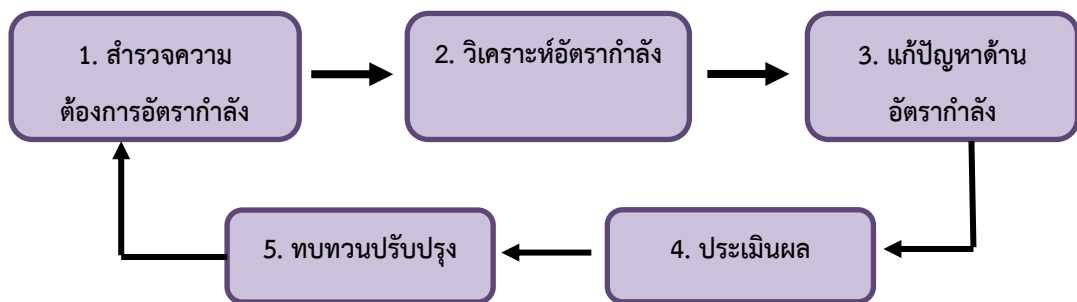 1. สำรวจความ
ต้องการอัตรากำลัง
2. วิเคราะห์อัตรากำลัง
3. แก้ปัญหาด้าน
อัตรากำลัง
4. ประเมินผล
5. ทบทวนปรับปรุง